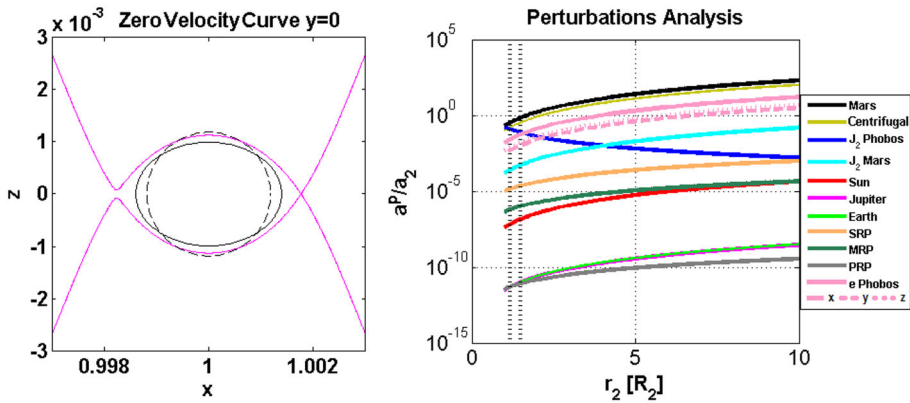 x 10⁻³
Zero Velocity Curve y=0
3
2
1
0
-1
-2
-3
z
0.998
1
1.002
x
Perturbations Analysis
10⁵
10⁰
10⁻⁵
10⁻¹⁰
10⁻¹⁵
aᵖ/a₂
0
5
10
r₂ [R₂]
Mars
Centrifugal
J₂ Phobos
J₂ Mars
Sun
Jupiter
Earth
SRP
MRP
PRP
e Phobos
x y z